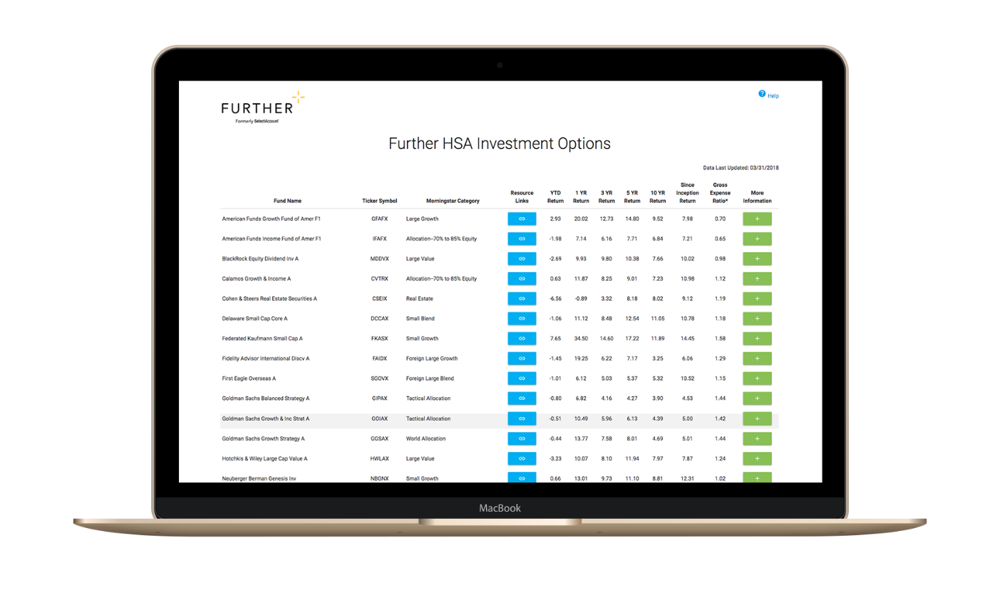 FURTHER
Formerly SelectAccount
Help
Further HSA Investment Options
Data Last Updated: 03/31/2018
Fund Name Ticker Symbol Morningstar Category Resource Links YTD Return 1 YR Return 3 YR Return 5 YR Return 10 YR Return Since Inception Return Gross Expense Ratio* More Information
American Funds Growth Fund of Amer F1 GFAFX Large Growth 2.93 20.02 12.73 14.80 9.52 7.98 0.70 +
American Funds Income Fund of Amer F1 IFAFX Allocation--70% to 85% Equity -1.98 7.14 6.16 7.71 6.84 7.21 0.65 +
BlackRock Equity Dividend Inv A MDDVX Large Value -2.69 9.93 9.80 10.38 7.66 10.02 0.98 +
Calamos Growth & Income A CVTRX Allocation--70% to 85% Equity 0.63 11.87 8.25 9.01 7.23 10.98 1.12 +
Cohen & Steers Real Estate Securities A CSEIX Real Estate -6.56 -0.89 3.32 8.18 8.02 9.12 1.19 +
Delaware Small Cap Core A DCCAX Small Blend -1.06 11.12 8.48 12.54 11.05 10.78 1.18 +
Federated Kaufmann Small Cap A FKASX Small Growth 7.65 34.50 14.60 17.22 11.89 14.45 1.58 +
Fidelity Advisor International Discv A FAIDX Foreign Large Growth -1.45 19.25 6.22 7.17 3.25 6.06 1.29 +
First Eagle Overseas A SGOVX Foreign Large Blend -1.01 6.12 5.03 5.37 5.32 10.52 1.15 +
Goldman Sachs Balanced Strategy A GIPAX Tactical Allocation -0.80 6.82 4.16 4.27 3.90 4.53 1.44 +
Goldman Sachs Growth & Inc Strat A GOIAX Tactical Allocation -0.51 10.49 5.96 6.13 4.39 5.00 1.42 +
Goldman Sachs Growth Strategy A GGSAX World Allocation -0.44 13.77 7.58 8.01 4.69 5.01 1.44 +
Hotchkis & Wiley Large Cap Value A HWLAX Large Value -3.23 10.07 8.10 11.94 7.97 7.87 1.24 +
Neuberger Berman Genesis Inv NBGNX Small Growth 0.66 13.01 9.73 11.10 8.81 12.31 1.02 +
MacBook